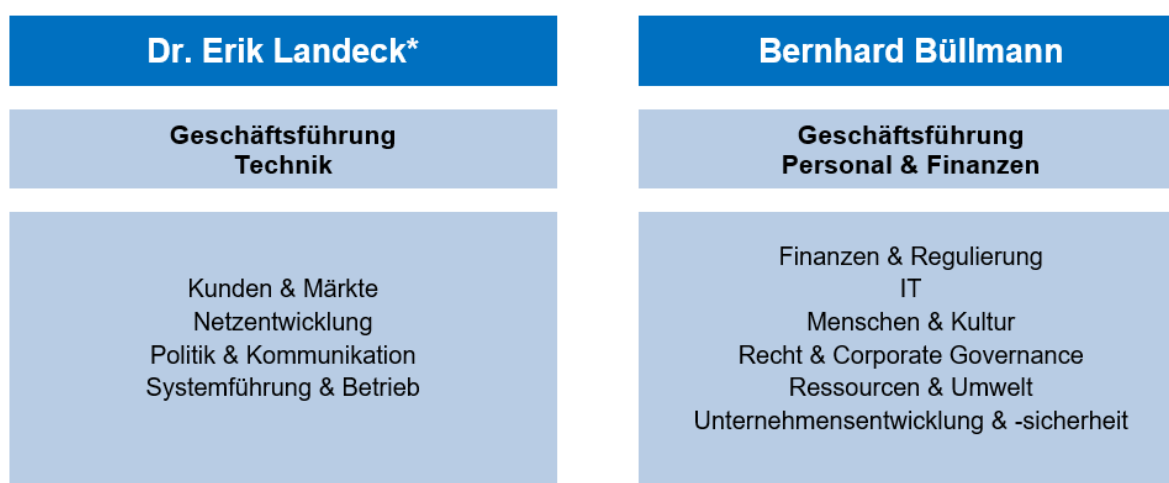 Dr. Erik Landeck*
Geschäftsführung
Technik
Kunden & Märkte
Netzentwicklung
Politik & Kommunikation
Systemführung & Betrieb
Bernhard Büllmann
Geschäftsführung
Personal & Finanzen
Finanzen & Regulierung
IT
Menschen & Kultur
Recht & Corporate Governance
Ressourcen & Umwelt
Unternehmensentwicklung & -sicherheit